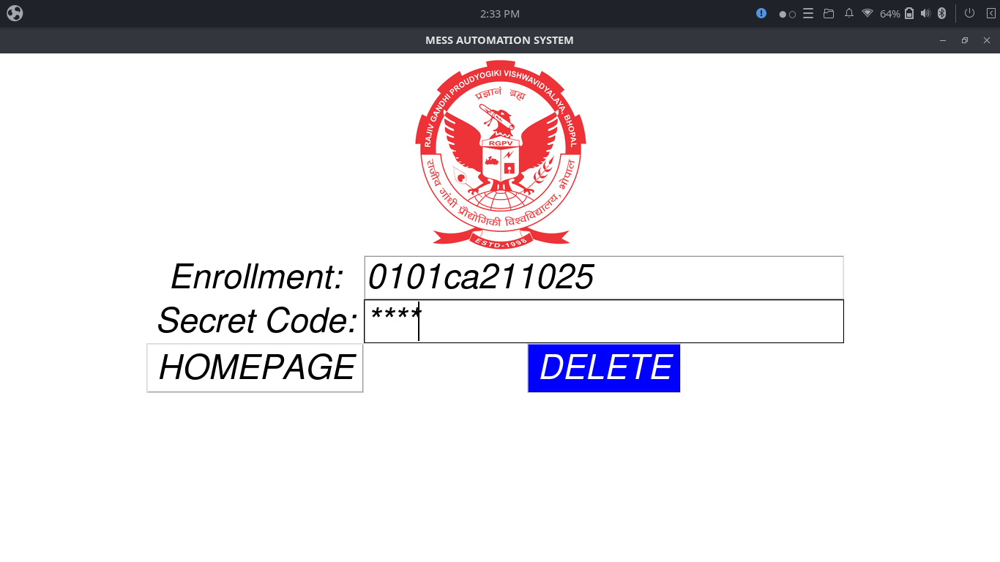 2:33 PM
64%
MESS AUTOMATION SYSTEM
RAJIV GANDHI PROUDYOGIKI VISHWAVIDYALAYA, BHOPAL
प्रज्ञानं ब्रह्म
RGPV
राजीव गांधी प्रौद्योगिकी विश्वविद्यालय, भोपाल
ESTD-1998
Enrollment: 0101ca211025
Secret Code: ****
HOMEPAGE DELETE